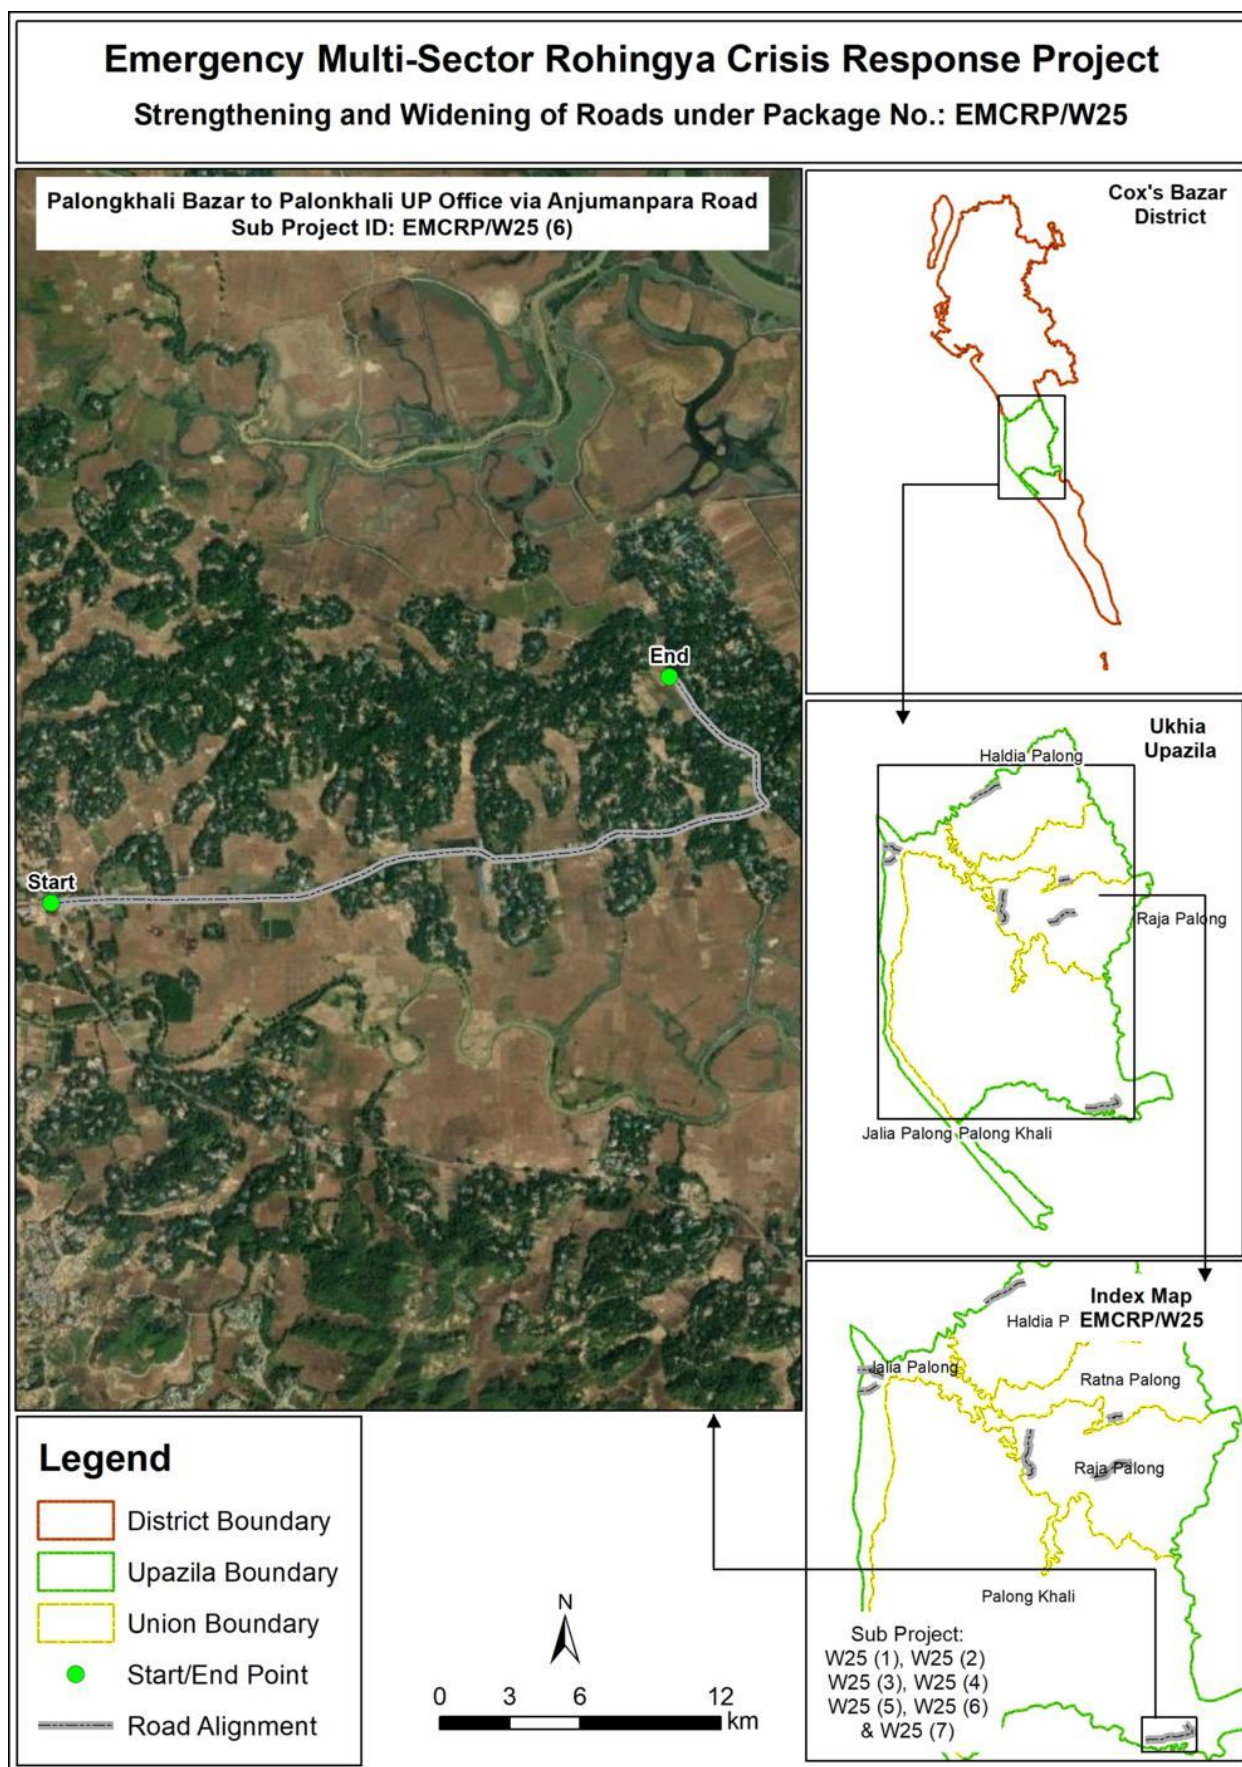 Emergency Multi-Sector Rohingya Crisis Response Project
Strengthening and Widening of Roads under Package No.: EMCRP/W25
Palongkhali Bazar to Palonkhali UP Office via Anjumanpara Road
Sub Project ID: EMCRP/W25 (6)
End
Start
Cox's Bazar
District
Ukhia
Upazila
Haldia Palong
Raja Palong
Jalia Palong Palong Khali
Index Map
EMCRP/W25
Haldia P
Jalia Palong
Ratna Palong
Raja Palong
Palong Khali
Sub Project:
W25 (1), W25 (2)
W25 (3), W25 (4)
W25 (5), W25 (6)
& W25 (7)
Legend
District Boundary
Upazila Boundary
Union Boundary
Start/End Point
Road Alignment
N
0 3 6 12
km